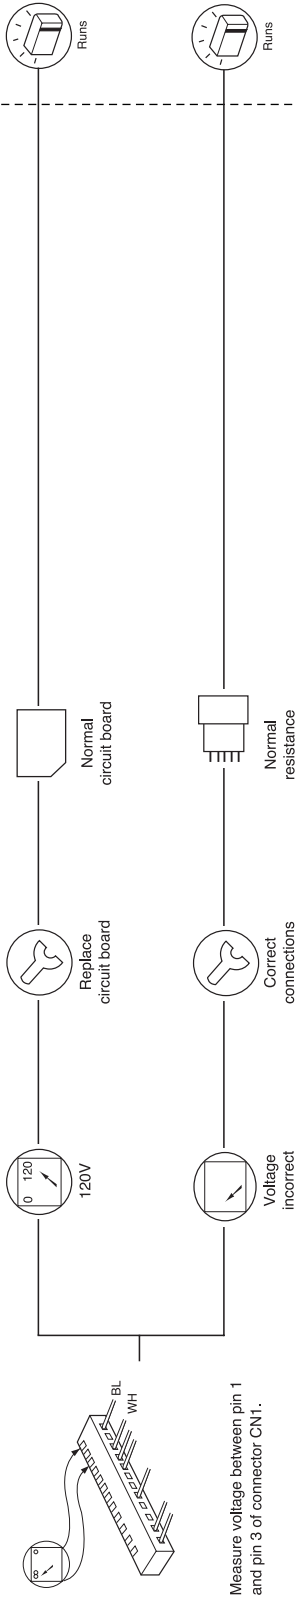 Measure voltage between pin 1
and pin 3 of connector CN1.
∞
0
BL
WH
0 120
120V
Replace
circuit board
Normal
circuit board
Runs
Voltage
incorrect
Correct
connections
Normal
resistance
Runs